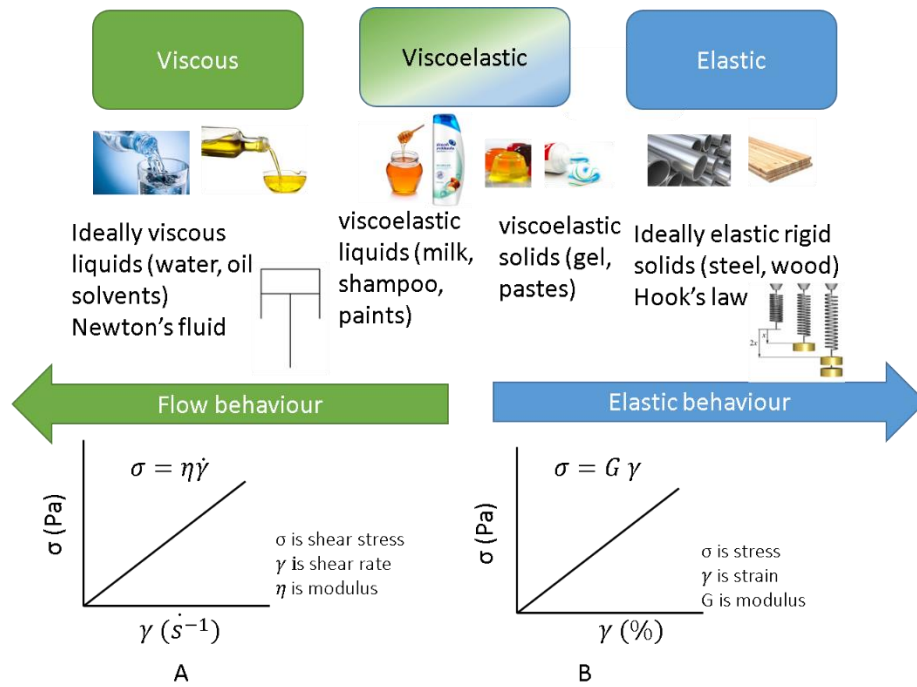 Viscous
Viscoelastic
Elastic
Ideally viscous
liquids (water, oil
solvents)
Newton's fluid
viscoelastic
liquids (milk,
shampoo,
paints)
viscoelastic
solids (gel,
pastes)
Ideally elastic rigid
solids (steel, wood)
Hook's law
x
2x
Flow behaviour
Elastic behaviour
σ = ηγ̇
σ (Pa)
σ is shear stress
γ is shear rate
η is modulus
γ (ṡ⁻¹)
A
σ = G γ
σ (Pa)
σ is stress
γ is strain
G is modulus
γ (%)
B